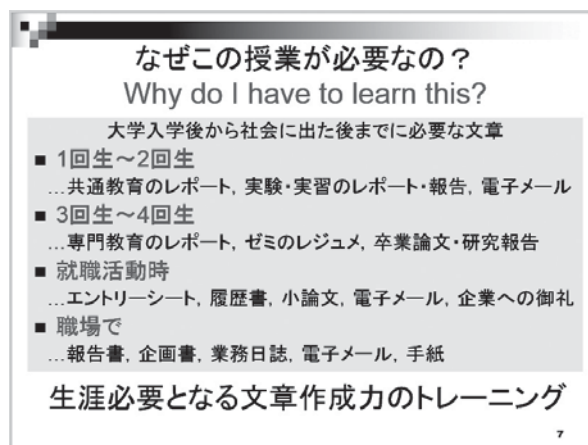 なぜこの授業が必要なの？
Why do I have to learn this?
大学入学後から社会に出た後までに必要な文章
■ 1回生～2回生
…共通教育のレポート, 実験・実習のレポート・報告, 電子メール
■ 3回生～4回生
…専門教育のレポート, ゼミのレジュメ, 卒業論文・研究報告
■ 就職活動時
…エントリーシート, 履歴書, 小論文, 電子メール, 企業への御礼
■ 職場で
…報告書, 企画書, 業務日誌, 電子メール, 手紙
生涯必要となる文章作成力のトレーニング
7